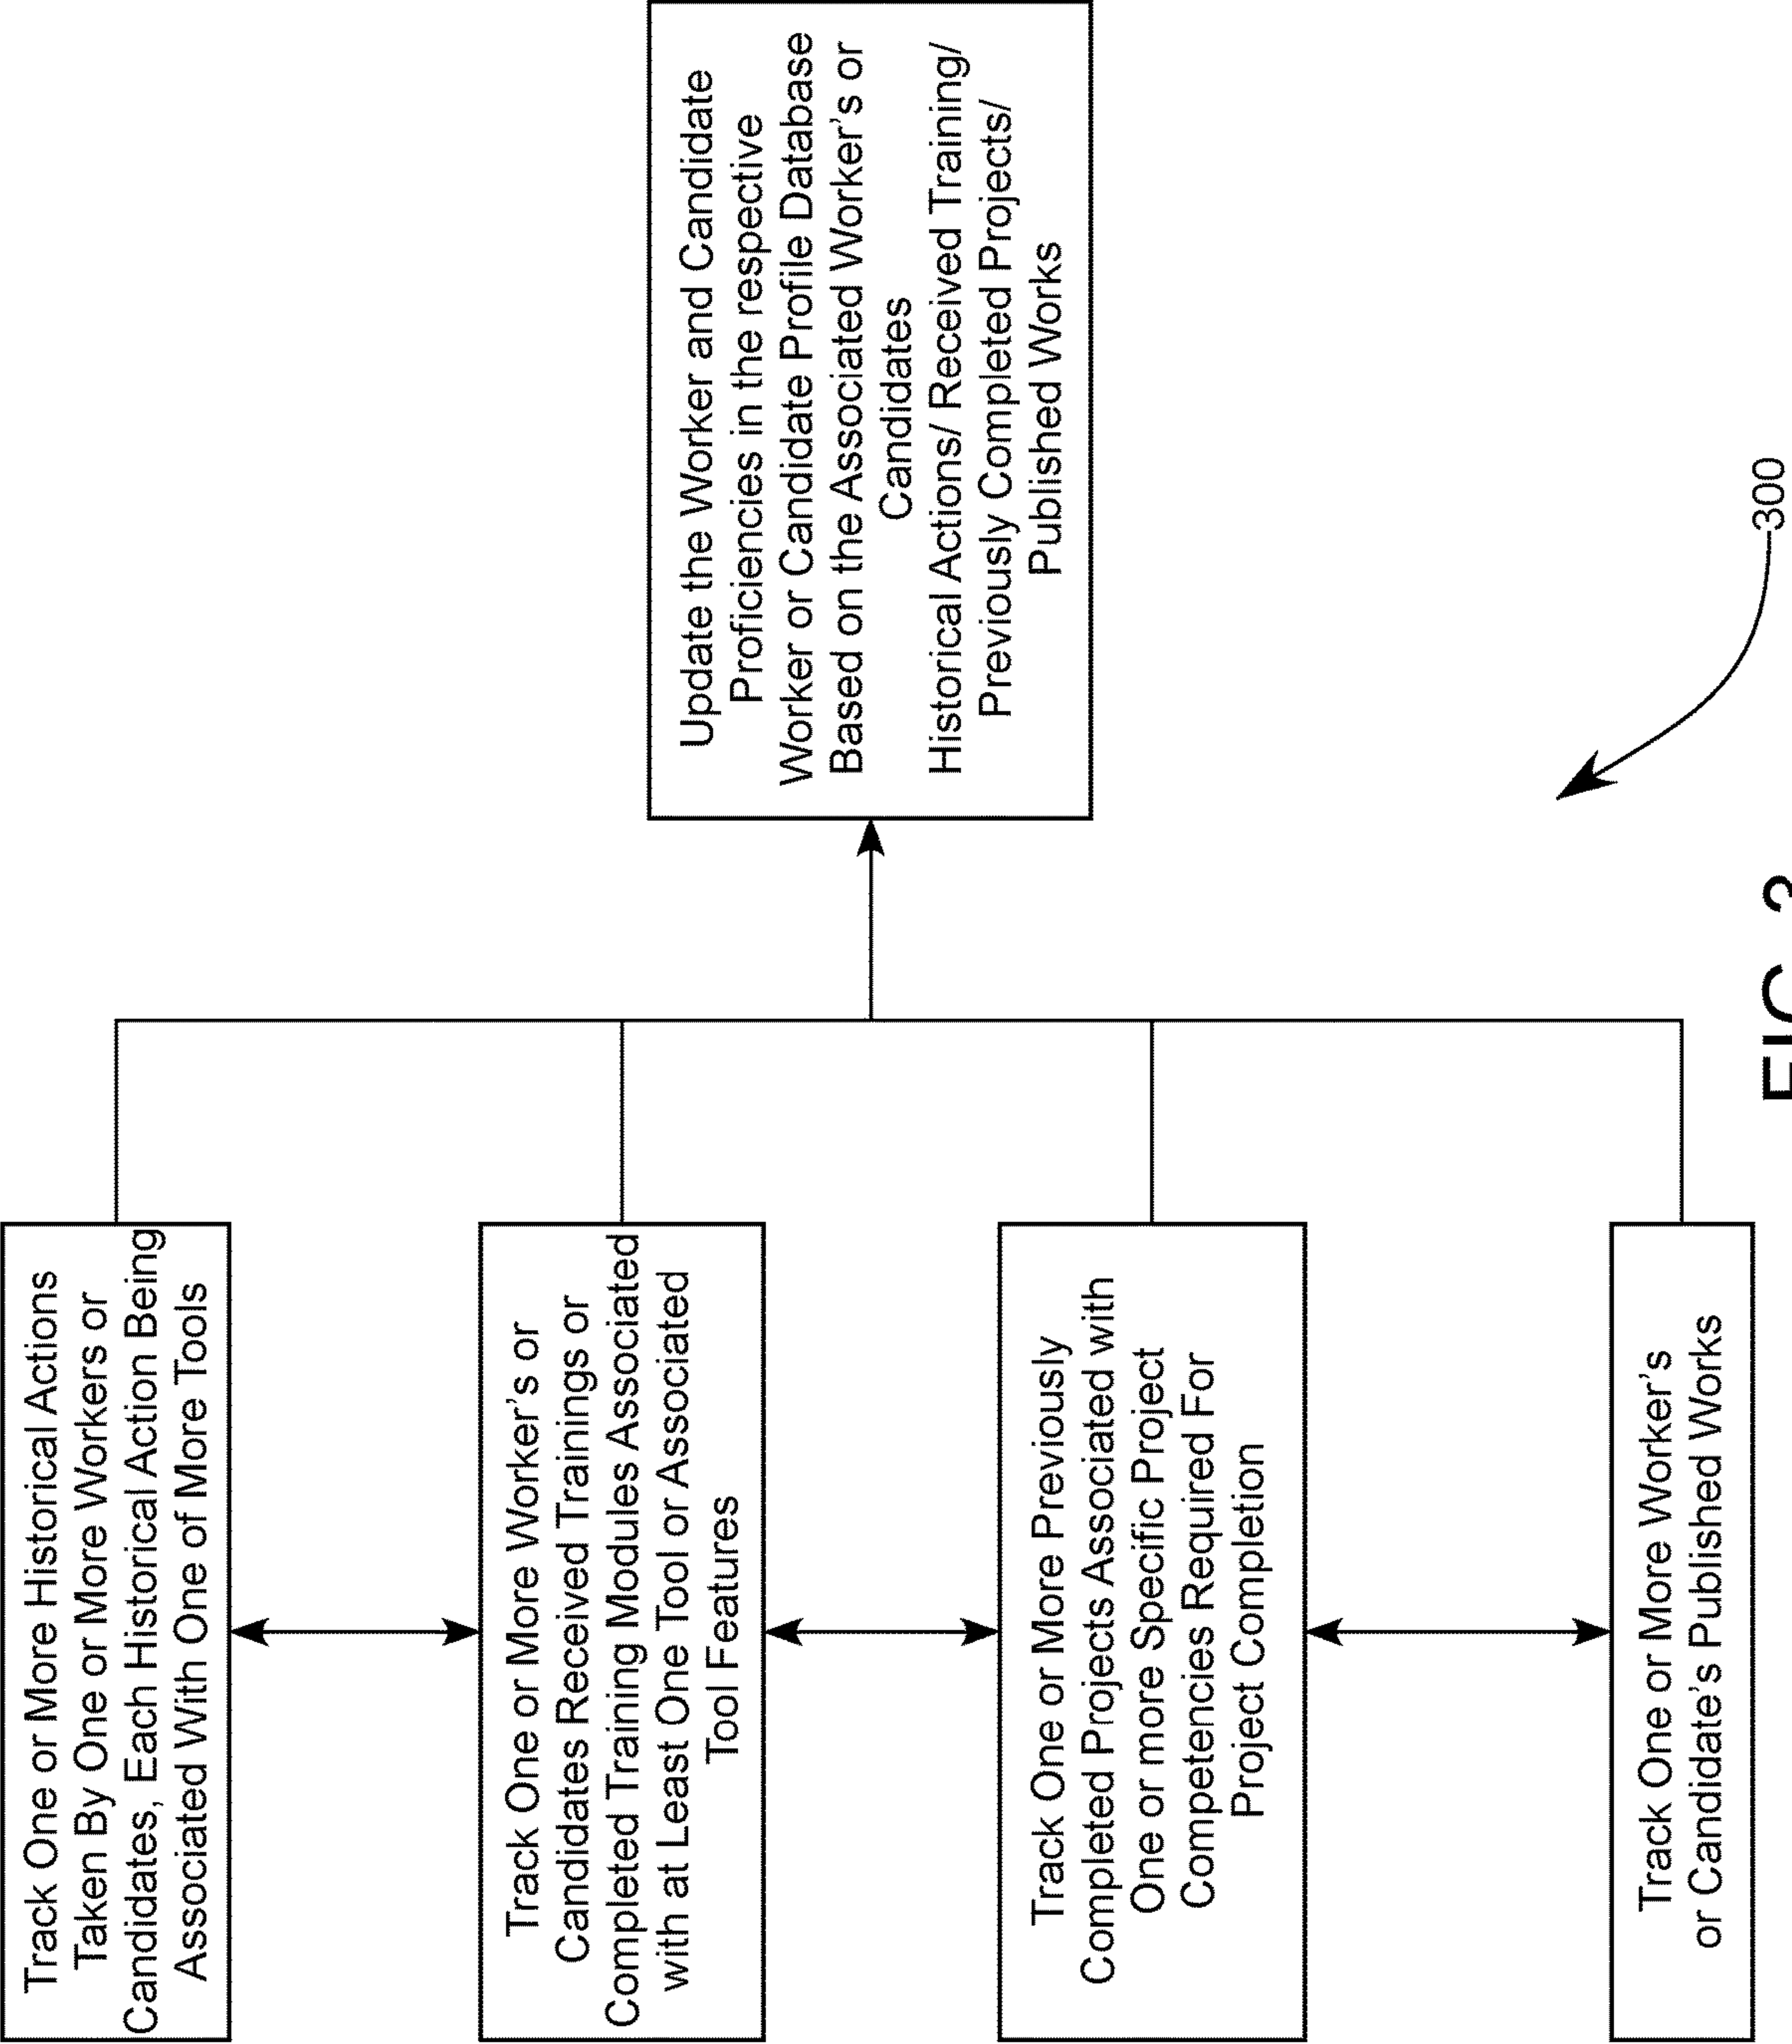 Track One or More Historical Actions
Taken By One or More Workers or
Candidates, Each Historical Action Being
Associated With One of More Tools
Track One or More Worker's or
Candidates Received Trainings or
Completed Training Modules Associated
with at Least One Tool or Associated
Tool Features
Track One or More Previously
Completed Projects Associated with
One or more Specific Project
Competencies Required For
Project Completion
Track One or More Worker's
or Candidate's Published Works
Update the Worker and Candidate
Proficiencies in the respective
Worker or Candidate Profile Database
Based on the Associated Worker's or
Candidates
Historical Actions/ Received Training/
Previously Completed Projects/
Published Works
300